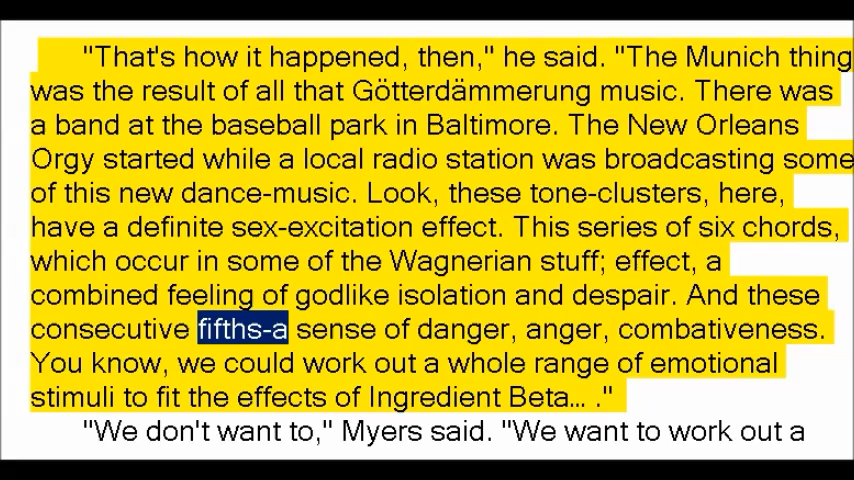 "That's how it happened, then," he said. "The Munich thing
was the result of all that Götterdämmerung music. There was
a band at the baseball park in Baltimore. The New Orleans
Orgy started while a local radio station was broadcasting some
of this new dance-music. Look, these tone-clusters, here,
have a definite sex-excitation effect. This series of six chords,
which occur in some of the Wagnerian stuff; effect, a
combined feeling of godlike isolation and despair. And these
consecutive fifths-a sense of danger, anger, combativeness.
You know, we could work out a whole range of emotional
stimuli to fit the effects of Ingredient Beta... ."
"We don't want to," Myers said. "We want to work out a